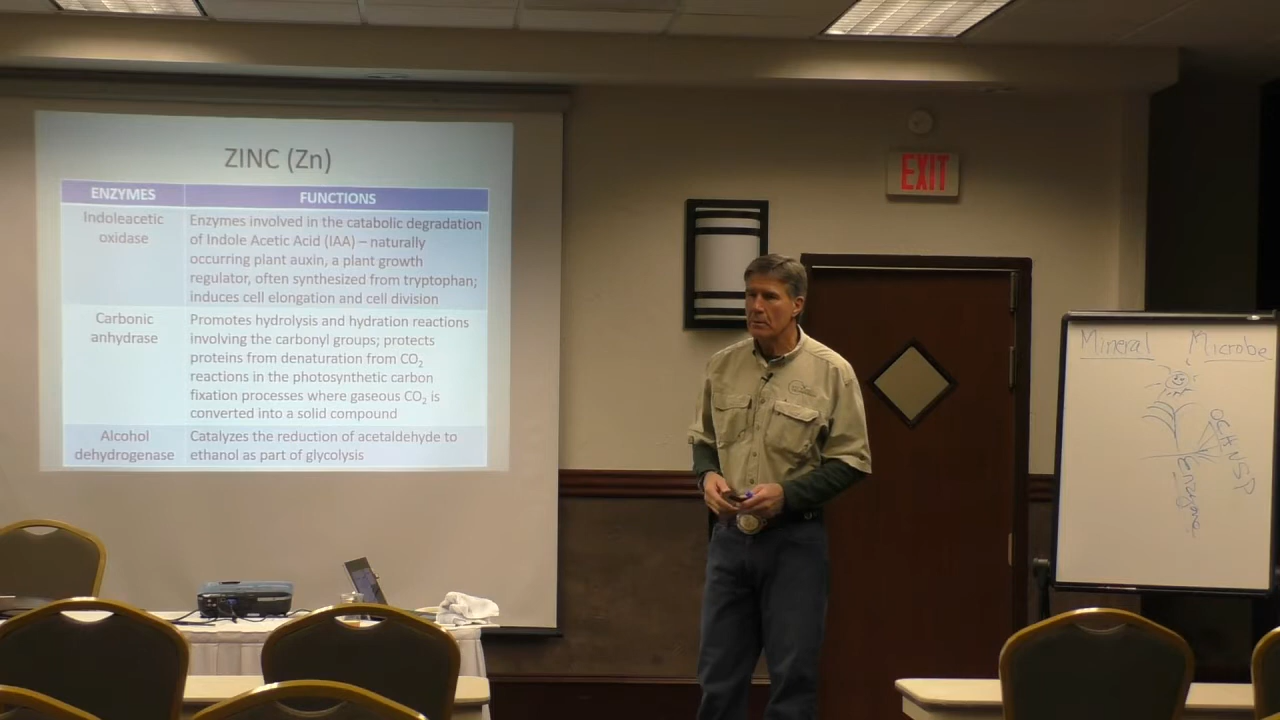 ZINC (Zn)
ENZYMES FUNCTIONS
Indoleacetic
oxidase
Enzymes involved in the catabolic degradation
of Indole Acetic Acid (IAA) – naturally
occurring plant auxin, a plant growth
regulator, often synthesized from tryptophan;
induces cell elongation and cell division
Carbonic
anhydrase
Promotes hydrolysis and hydration reactions
involving the carbonyl groups; protects
proteins from denaturation from CO₂
reactions in the photosynthetic carbon
fixation processes where gaseous CO₂ is
converted into a solid compound
Alcohol
dehydrogenase
Catalyzes the reduction of acetaldehyde to
ethanol as part of glycolysis
EXIT
Mineral Microbe
OCHNSP
Enzyme